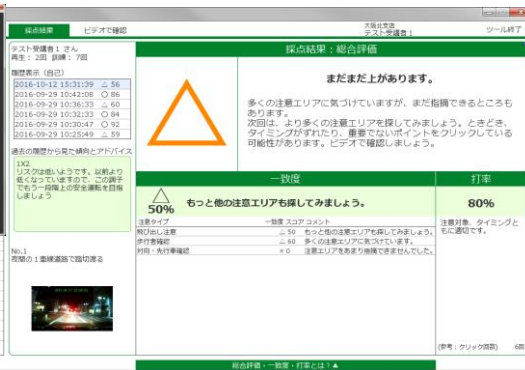 採点結果
ビデオで確認
大阪北支店
テスト受講者1
ツール終了
テスト受講者1 さん
再生: 2回 訓練: 7回
履歴表示(自己)
2016-10-12 15:31:39 △ 56
2016-09-29 10:42:08 ○ 86
2016-09-29 10:36:33 △ 60
2016-09-29 10:32:33 ○ 84
2016-09-29 10:30:47 ○ 92
2016-09-29 10:25:49 △ 59
過去の履歴から見た傾向とアドバイス
1X2
リスクは低いようです。以前より
低くなっていますので、この調子
でもう一段階上の安全運転を目指
しましょう
No.1
夜間の1車線道路で踏切渡る
採点結果:総合評価
まだまだ上があります。
多くの注意エリアに気づけていますが、まだ指摘できるところも
あります。
次回は、より多くの注意エリアを探してみましょう。ときどき、
タイミングがずれたり、重要でないポイントをクリックしている
可能性があります。ビデオで確認しましょう。
一致度
△
50%
もっと他の注意エリアも探してみましょう。
注意タイプ 一致度 スコア コメント
飛び出し注意 △ 50 もっと他の注意エリアも探してみましょう。
歩行者確認 △ 60 多くの注意エリアに気づけています。
対向・先行車確認 × 0 注意エリアをあまり指摘できませんでした。
打率
80%
注意対象、タイミングと
もに適切です。
[参考:クリック回数] 6回
総合評価・一致度・打率とは?▲